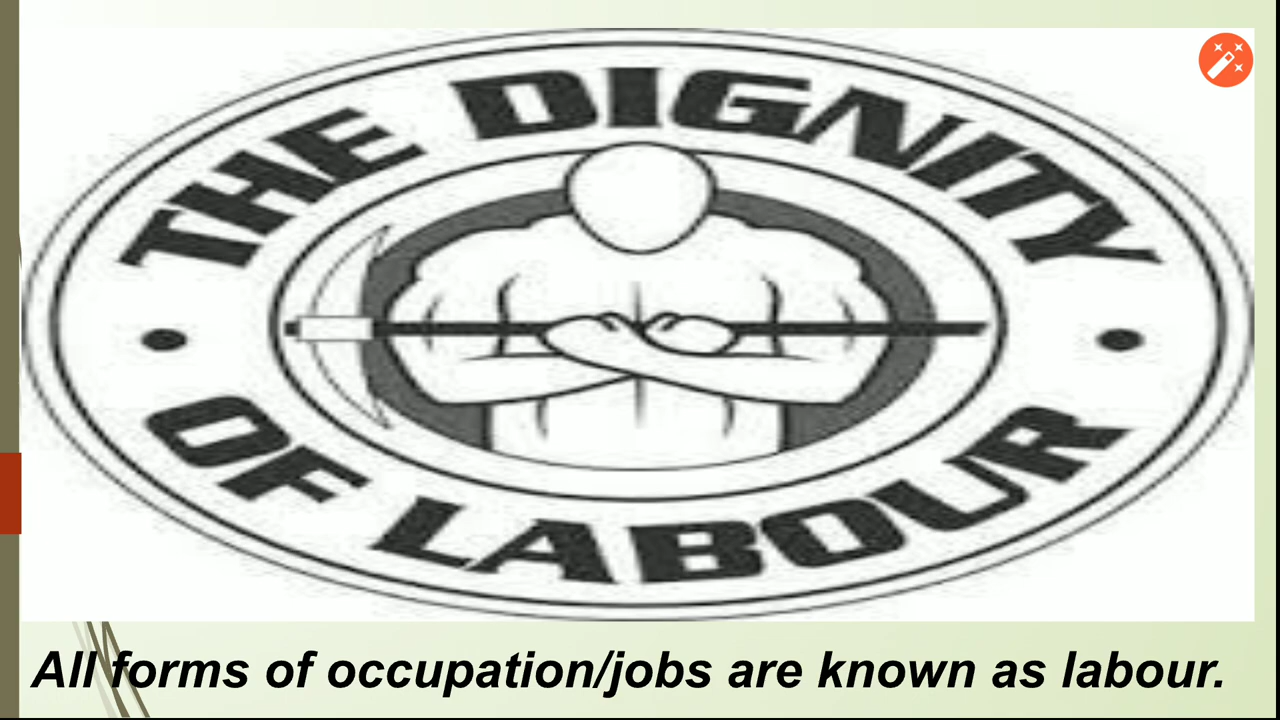 THE DIGNITY
OF LABOUR
All forms of occupation/jobs are known as labour.